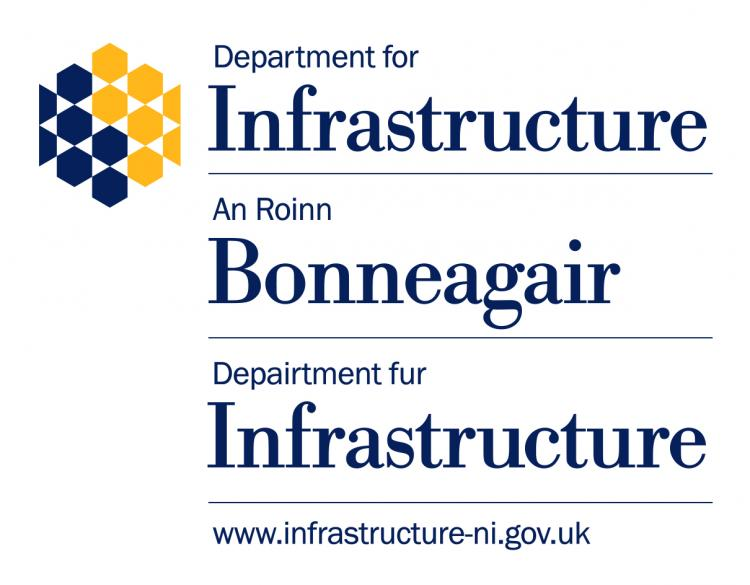 Department for
Infrastructure
An Roinn
Bonneagair
Depairtment fur
Infrastructure
www.infrastructure-ni.gov.uk